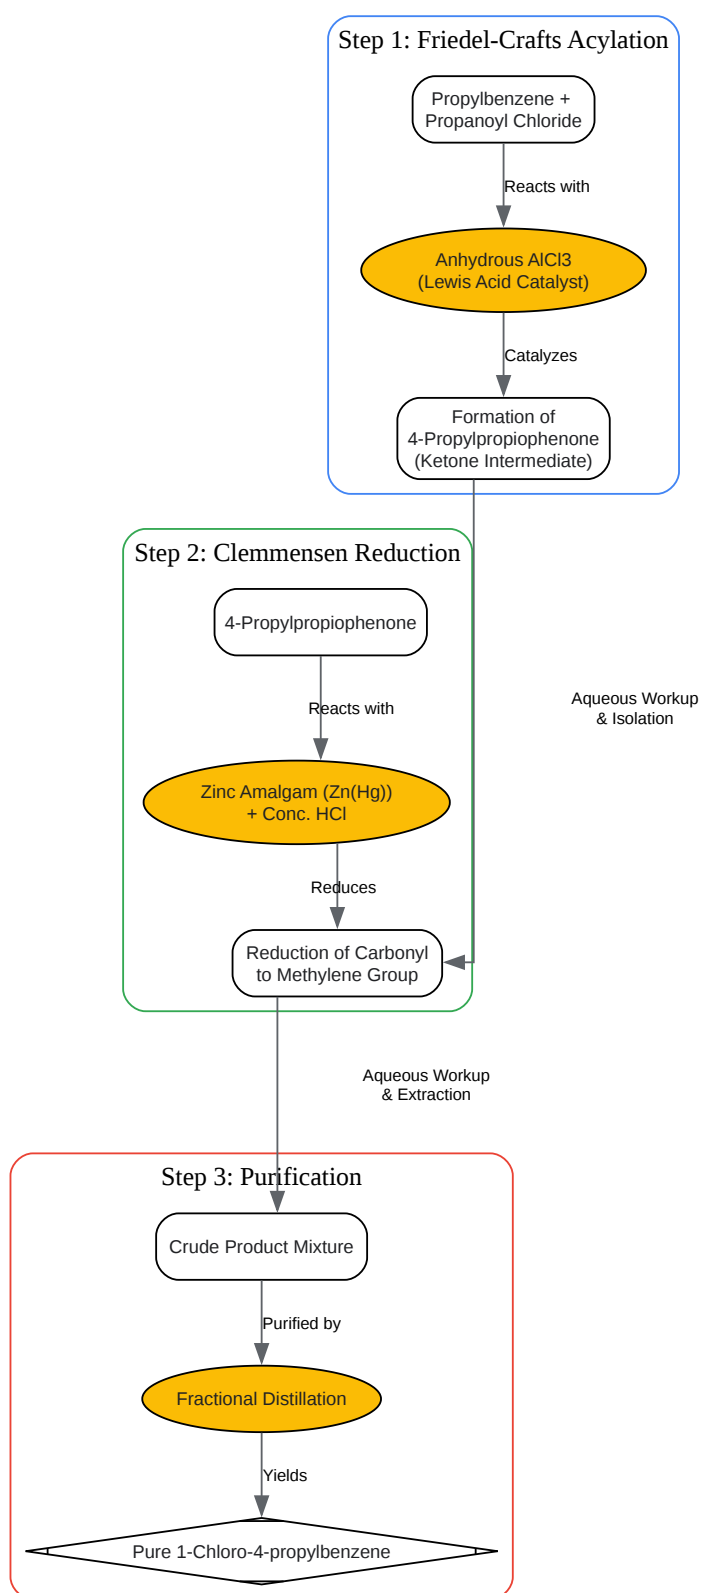 Step 1: Friedel-Crafts Acylation
Propylbenzene +
Propanoyl Chloride
Reacts with
Anhydrous AlCl3
(Lewis Acid Catalyst)
Catalyzes
Formation of
4-Propylpropiophenone
(Ketone Intermediate)
Step 2: Clemmensen Reduction
4-Propylpropiophenone
Aqueous Workup
& Isolation
Reacts with
Zinc Amalgam (Zn(Hg))
+ Conc. HCl
Reduces
Reduction of Carbonyl
to Methylene Group
Aqueous Workup
& Extraction
Step 3: Purification
Crude Product Mixture
Purified by
Fractional Distillation
Yields
Pure 1-Chloro-4-propylbenzene